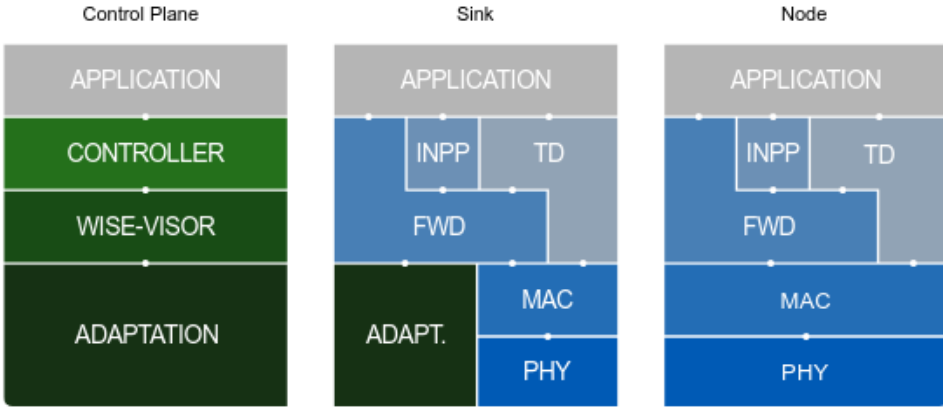 Control Plane
Sink
Node
APPLICATION
APPLICATION
APPLICATION
CONTROLLER
INPP
TD
INPP
TD
WISE-VISOR
FWD
FWD
ADAPTATION
ADAPT.
MAC
MAC
PHY
PHY